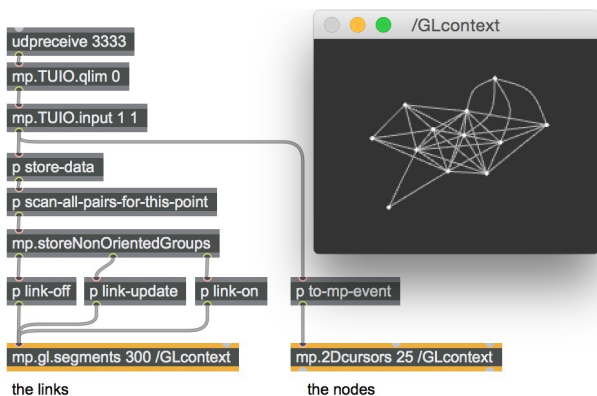 /GLcontext
udpreceive 3333
mp.TUIO.qlim 0
mp.TUIO.input 1 1
p store-data
p scan-all-pairs-for-this-point
mp.storeNonOrientedGroups
p link-off
p link-update
p link-on
p to-mp-event
mp.gl.segments 300 /GLcontext
mp.2Dcursors 25 /GLcontext
the links
the nodes